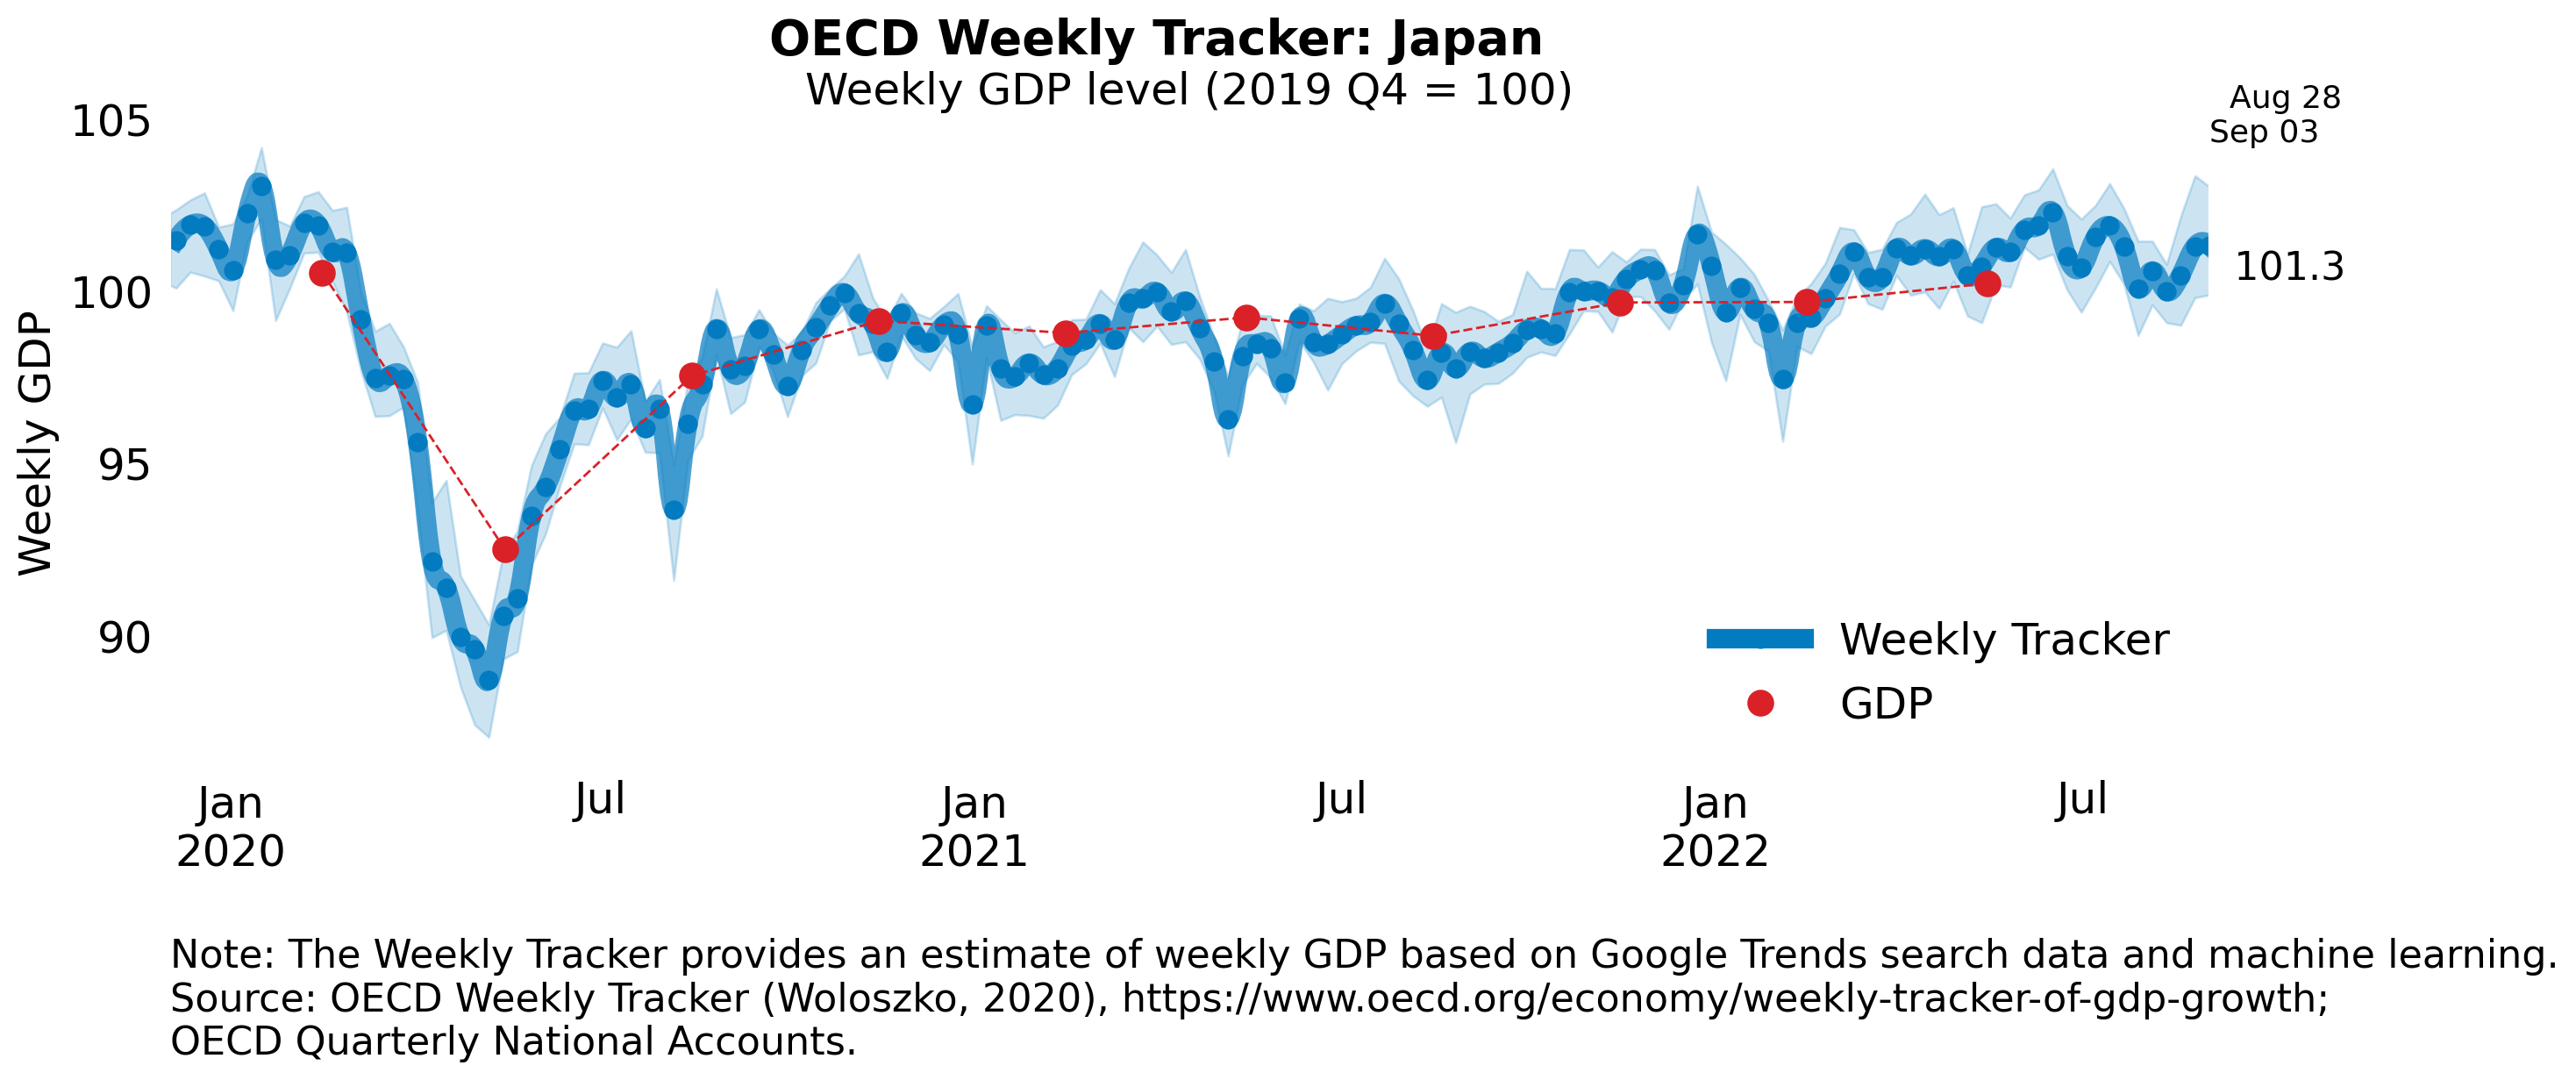 OECD Weekly Tracker: Japan
Weekly GDP level (2019 Q4 = 100)
Aug 28
Sep 03
105
100
95
90
Weekly GDP
101.3
Weekly Tracker
GDP
Jan
2020
Jul
Jan
2021
Jul
Jan
2022
Jul
Note: The Weekly Tracker provides an estimate of weekly GDP based on Google Trends search data and machine learning.
Source: OECD Weekly Tracker (Woloszko, 2020), https://www.oecd.org/economy/weekly-tracker-of-gdp-growth;
OECD Quarterly National Accounts.